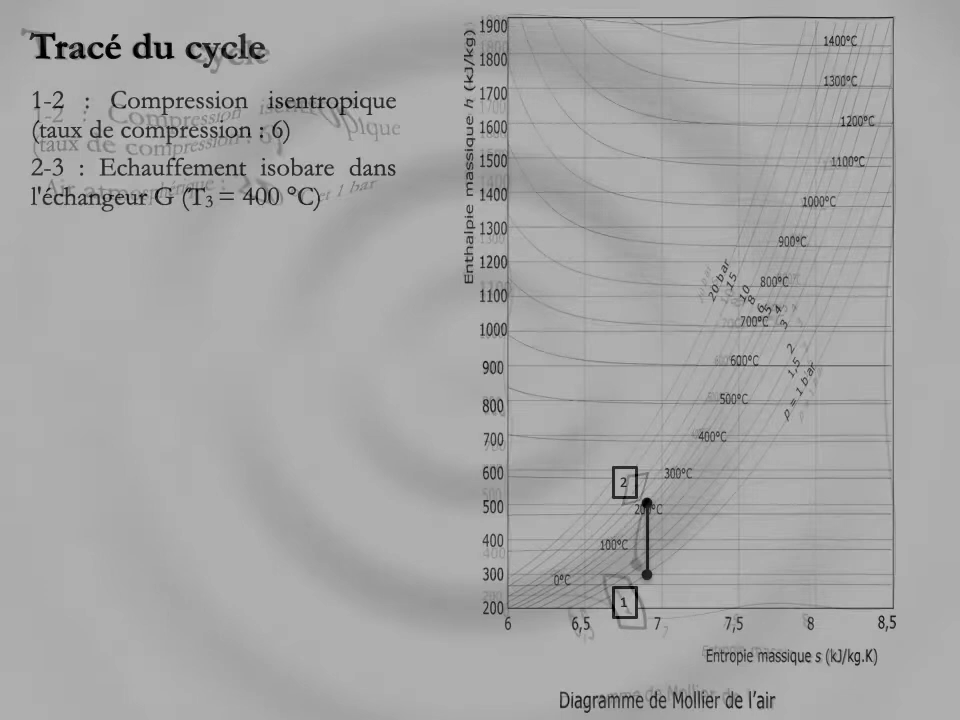 Tracé du cycle
1-2 : Compression isentropique
(taux de compression : 6)
2-3 : Echauffement isobare dans
l'échangeur G (T3 = 400 °C)
Enthalpie massique h (kJ/kg)
1900
1800
1700
1600
1500
1400
1300
1200
1100
1000
900
800
700
600
500
400
300
200
1400°C
1300°C
1200°C
1100°C
1000°C
900°C
800°C
700°C
600°C
500°C
400°C
300°C
200°C
100°C
0°C
20 bar
15
10
8
6
5
4
3
2
1,5
p = 1 bar
2
1
6
6,5
7
7,5
8
8,5
Entropie massique s (kJ/kg.K)
Diagramme de Mollier de l'air